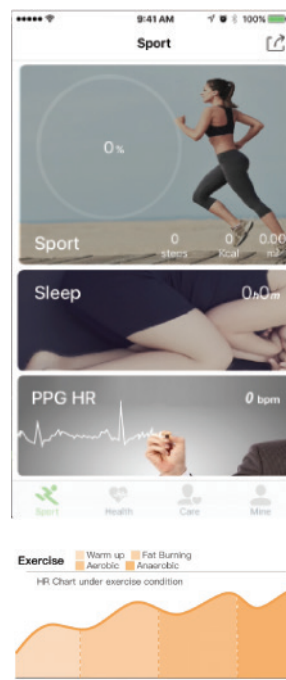 9:41 AM 100%
Sport
0 %
Sport 0 0 0.00
steps Kcal
Sleep 0h0m
PPG HR 0 bpm
Sport Health Care Mine
Exercise Warm up Fat Burning
Aerobic Anaerobic
HR Chart under exercise condition